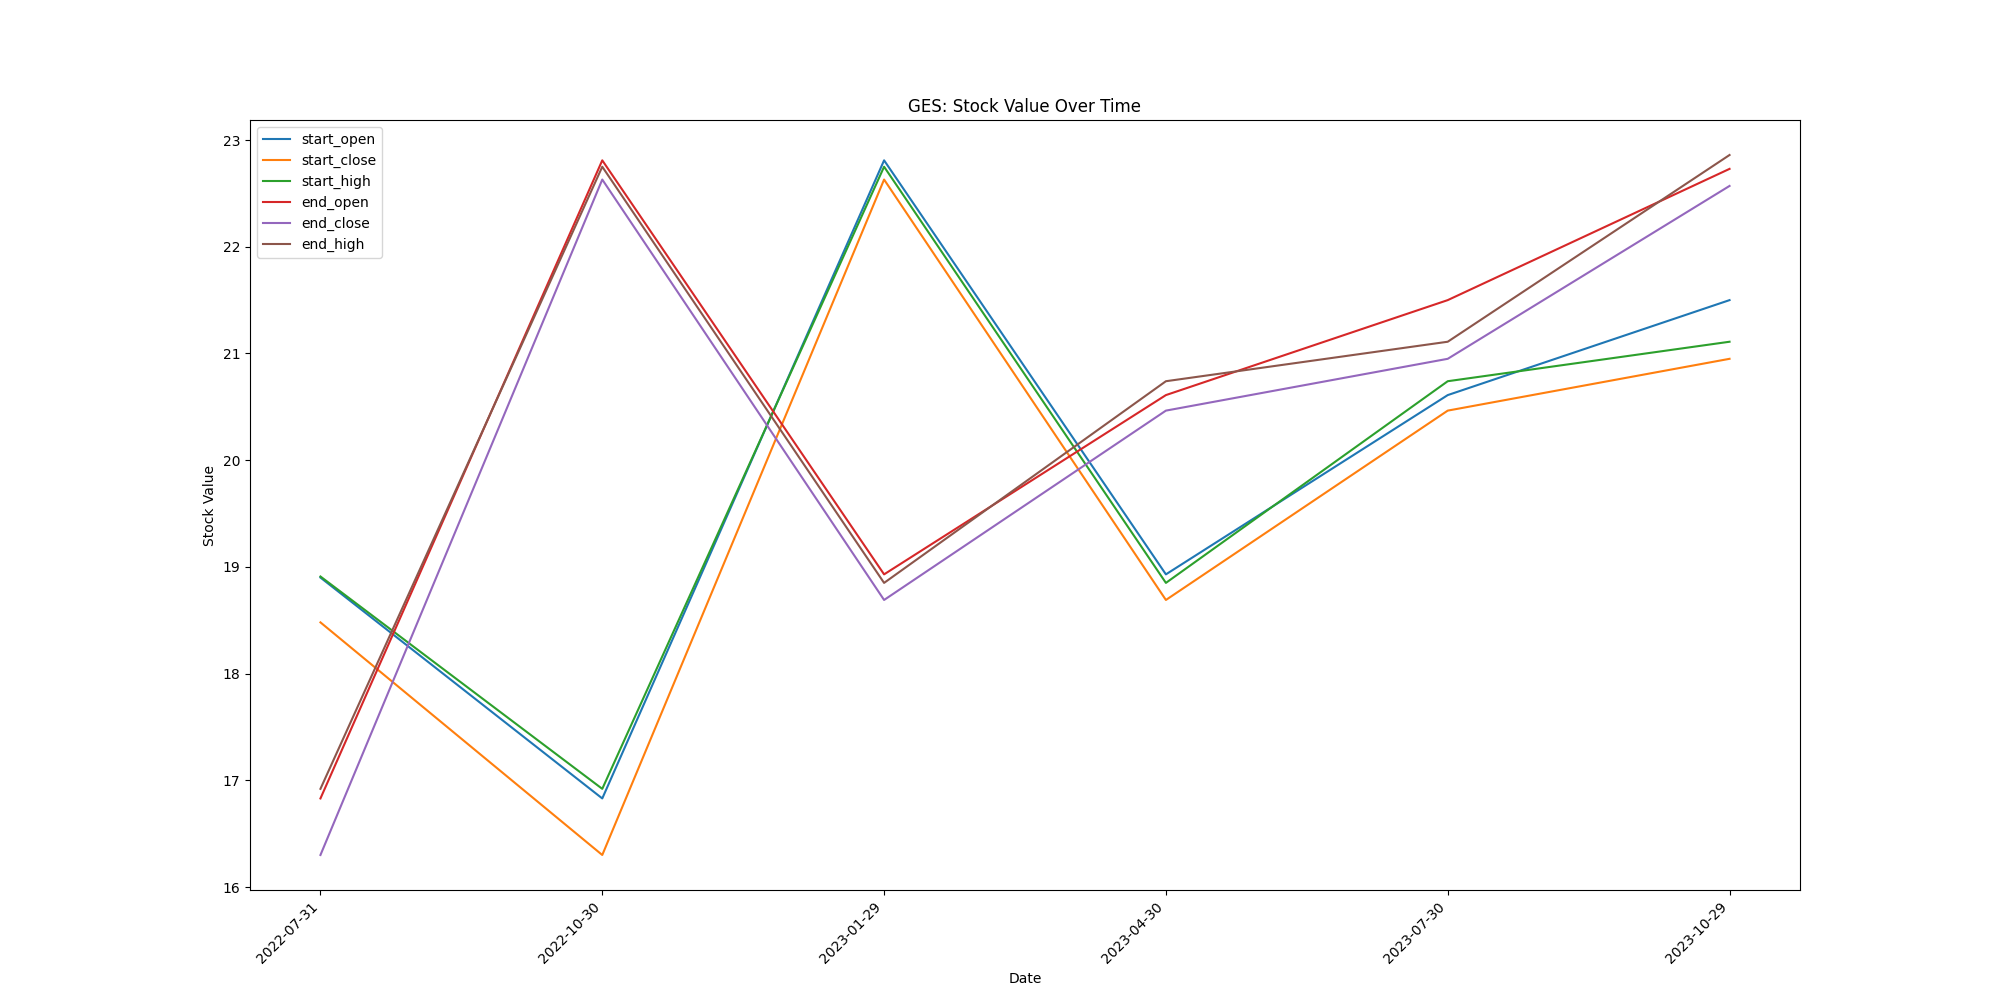 GES: Stock Value Over Time
start_open
start_close
start_high
end_open
end_close
end_high
23
22
21
20
19
18
17
16
Stock Value
2022-07-31
2022-10-30
2023-01-29
2023-04-30
2023-07-30
2023-10-29
Date